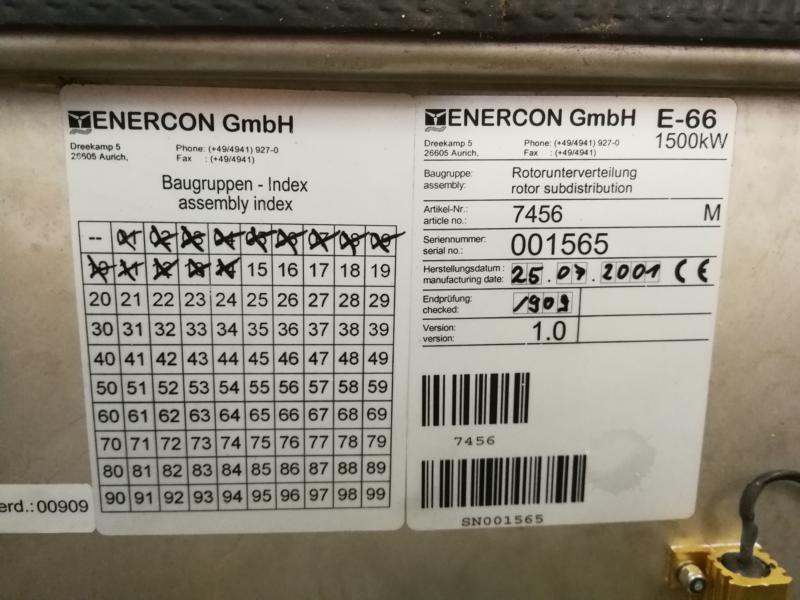 ENERCON GmbH
Dreekamp 5
26605 Aurich,
Phone: (+49/4941) 927-0
Fax : (+49/4941)
Baugruppen - Index
assembly index
-- 01 02 03 04 05 06 07 08 09
10 11 12 13 14 15 16 17 18 19
20 21 22 23 24 25 26 27 28 29
30 31 32 33 34 35 36 37 38 39
40 41 42 43 44 45 46 47 48 49
50 51 52 53 54 55 56 57 58 59
60 61 62 63 64 65 66 67 68 69
70 71 72 73 74 75 76 77 78 79
80 81 82 83 84 85 86 87 88 89
90 91 92 93 94 95 96 97 98 99
erd.:00909
ENERCON GmbH E-66
1500kW
Dreekamp 5
26605 Aurich,
Phone: (+49/4941) 927-0
Fax : (+49/4941)
Baugruppe: Rotorunterverteilung
assembly: rotor subdistribution
Artikel-Nr.:
article no.: 7456 M
Seriennummer:
serial no.: 001565
Herstellungsdatum :
manufacturing date: 25.07.2001 CE
Endprüfung:
checked: 1909
Version:
version: 1.0
7456
SN001565